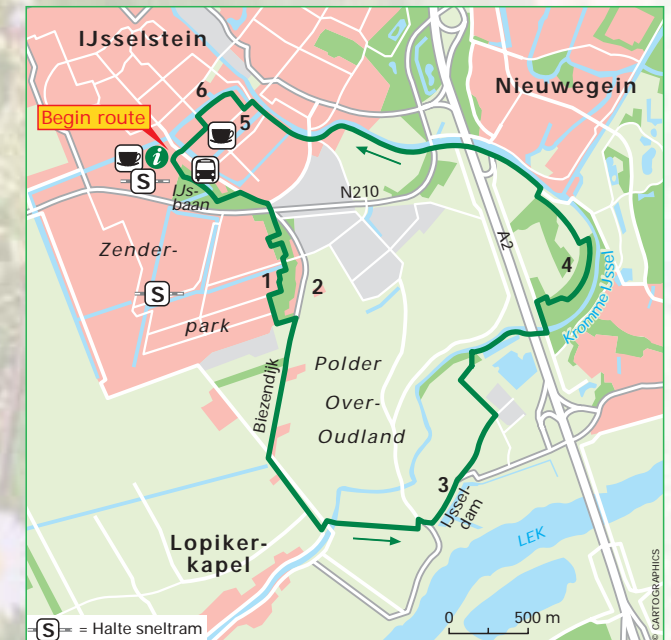 IJsselstein
Nieuwegein
6
5
Begin route
i
S
IJs-
baan
N210
A2
Zender-
park
S
1
2
4
Kromme IJssel
Biezendijk
Polder
Over-
Oudland
3
IJssel-
dam
Lopiker-
kapel
LEK
0 500 m
S = Halte sneltram
CARTOGRAPHICS